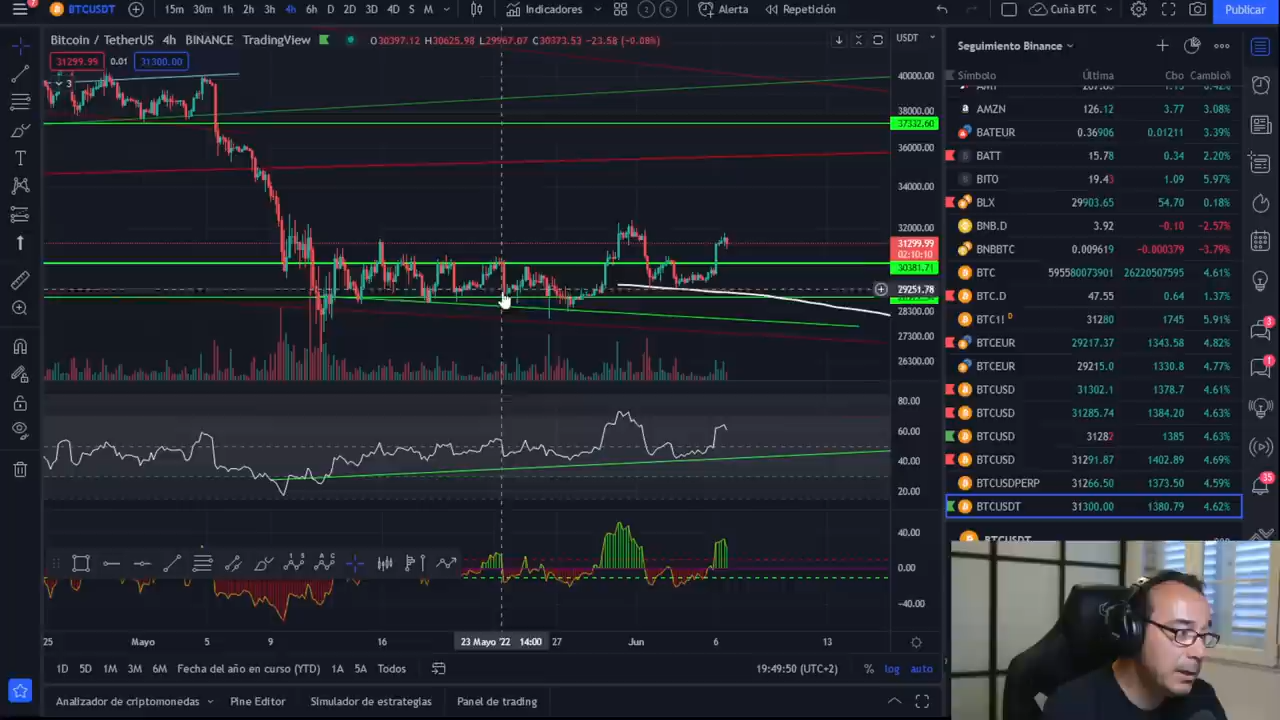 7 BTCUSDT 15m 30m 1h 2h 3h 4h 6h D 2D 3D 4D S M Indicadores 2 0 Alerta Repetición Cuña BTC Publicar
Bitcoin / TetherUS 4h BINANCE TradingView O30397.12 H30625.98 L29967.07 C30373.53 -23.58 (-0.08%) USDT
Seguimiento Binance
31299.99 0.01 31300.00
3
Símbolo Última Cbo Cambio%
AMZN 126.12 3.77 3.08%
BATEUR 0.36906 0.01211 3.39%
BATT 15.78 0.34 2.20%
BITO 19.43 1.09 5.97%
BLX 29903.65 54.70 0.18%
BNB.D 3.92 -0.10 -2.57%
BNBBTC 0.009619 -0.000379 -3.79%
BTC 595580073901 26220507595 4.61%
BTC.D 47.55 0.64 1.37%
BTC1! D 31280 1745 5.91%
BTCEUR 29217.37 1343.58 4.82%
BTCEUR 29215.0 1330.8 4.77%
BTCUSD 31302.1 1378.7 4.61%
BTCUSD 31285.74 1384.20 4.63%
BTCUSD 31282 1385 4.63%
BTCUSD 31291.87 1402.89 4.69%
BTCUSDPERP 31266.50 1373.50 4.59%
BTCUSDT 31300.00 1380.79 4.62%
40000.00
38000.00
37332.60
36000.00
34000.00
32000.00
31299.99
02:10:10
30381.71
29251.78
28300.00
27300.00
26300.00
80.00
60.00
40.00
20.00
40.00
0.00
-40.00
3
1
35
25 Mayo 5 9 16 23 Mayo '22 14:00 27 Jun 6 13
1D 5D 1M 3M 6M Fecha del año en curso (YTD) 1A 5A Todos 19:49:50 (UTC+2) % log auto
Analizador de criptomonedas Pine Editor Simulador de estrategias Panel de trading